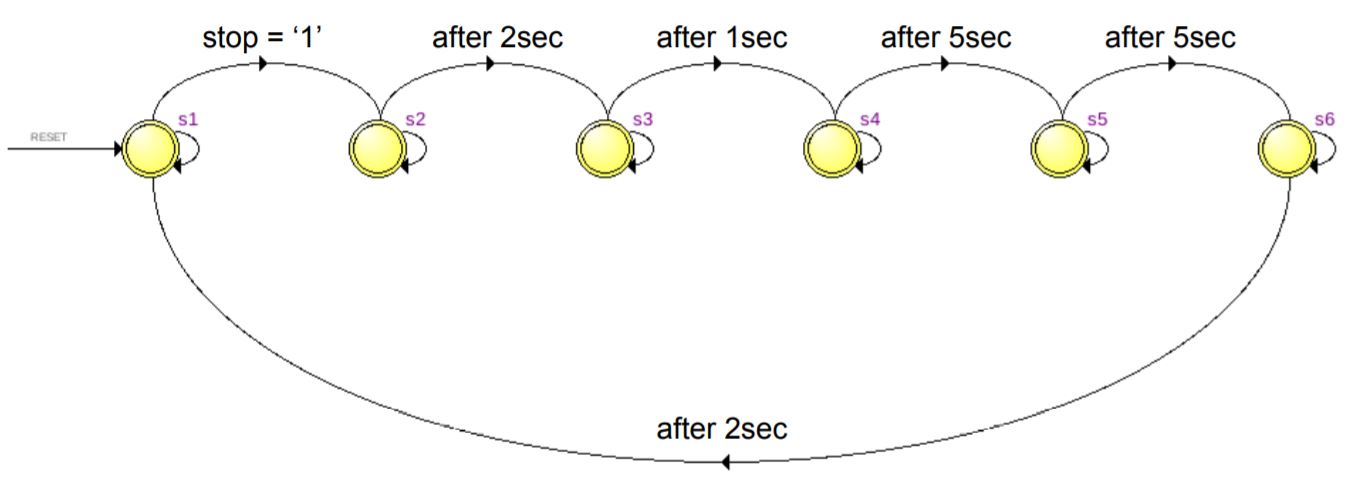 stop = ‘1’
after 2sec
after 1sec
after 5sec
after 5sec
RESET
s1
s2
s3
s4
s5
s6
after 2sec